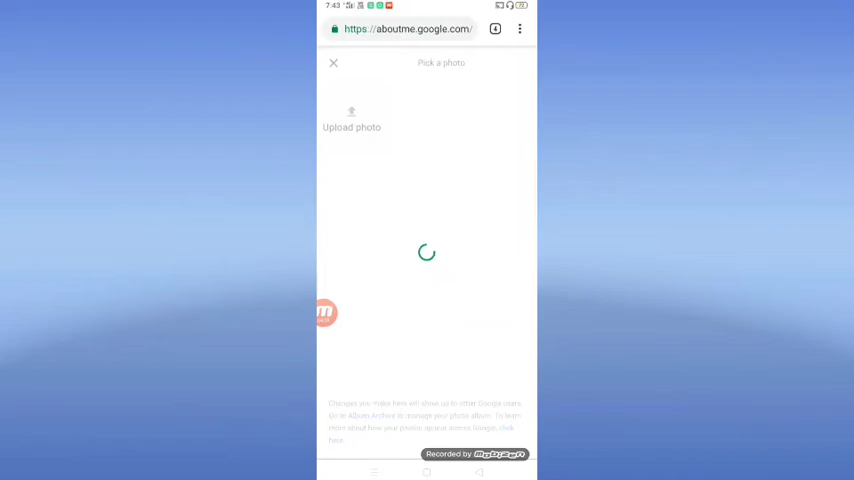 7:43
72
https://aboutme.google.com/
4
Pick a photo
Upload photo
Changes you make here will show up to other Google users.
Go to Album Archive to manage your photo album. To learn
more about how your photos appear across Google, click
here.
Recorded by mobizen